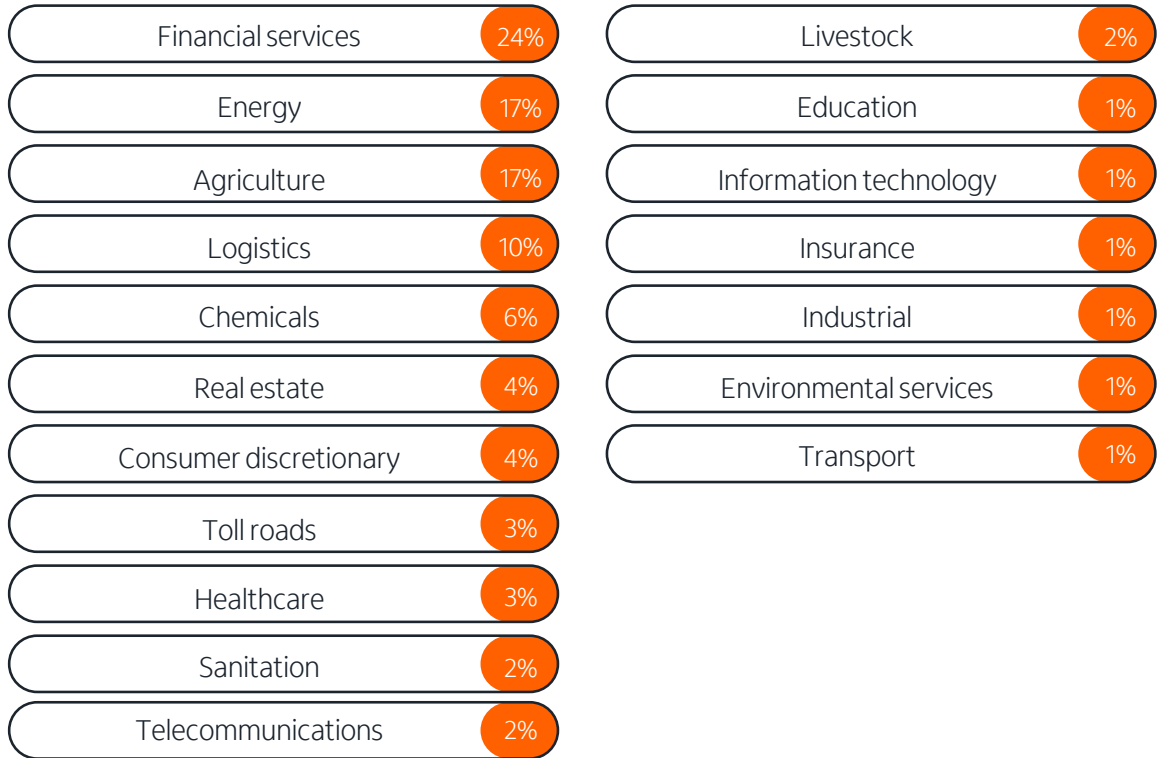 Financial services 24%
Energy 17%
Agriculture 17%
Logistics 10%
Chemicals 6%
Real estate 4%
Consumer discretionary 4%
Toll roads 3%
Healthcare 3%
Sanitation 2%
Telecommunications 2%
Livestock 2%
Education 1%
Information technology 1%
Insurance 1%
Industrial 1%
Environmental services 1%
Transport 1%